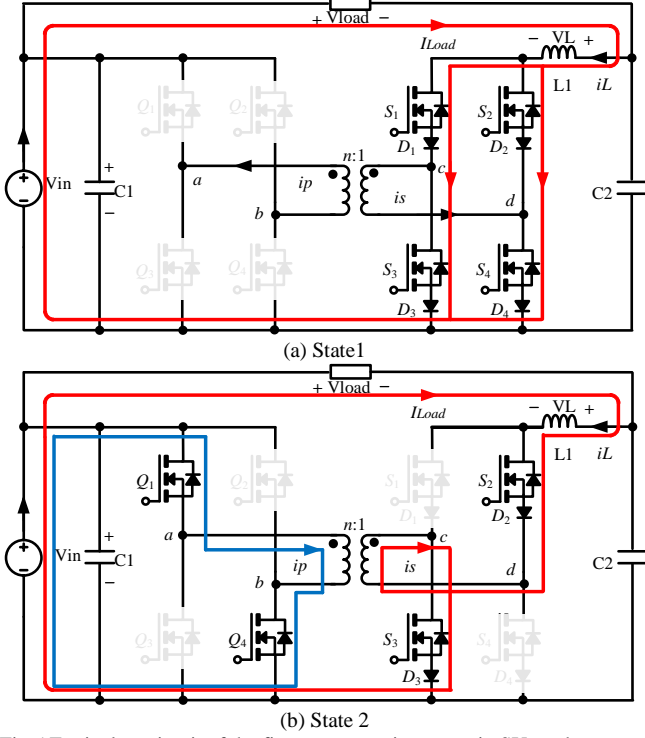 + Vload −
ILoad
− VL +
L1
iL
Q1
Q2
S1
S2
D1
D2
n:1
Vin
+
C1
−
a
ip
c
is
b
d
C2
Q3
Q4
S3
S4
D3
D4
(a) State1
+ Vload −
ILoad
− VL +
L1
iL
Q1
Q2
S1
S2
D1
D2
n:1
a
c
Vin
+
C1
−
ip
is
b
d
C2
Q3
Q4
S3
S4
D3
D4
(b) State 2